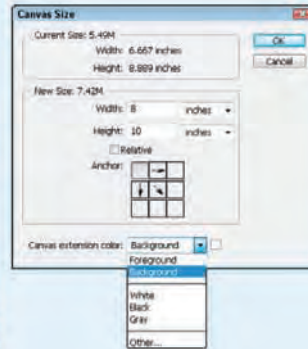 Canvas Size
Current Size: 5.49M
Width: 6.667 inches
Height: 8.889 inches
OK
Cancel
New Size: 7.42M
Width: 8 inches
Height: 10 inches
Relative
Anchor:
Canvas extension color: Background
Foreground
Background
White
Black
Gray
Other...